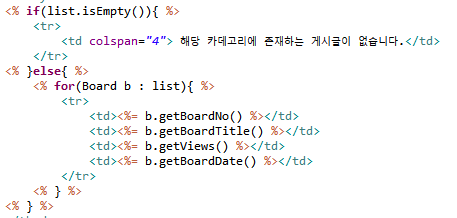 <% if(list.isEmpty()){ %>
<tr>
<td colspan="4"> 해당 카데고리에 존재하는 게시글이 없습니다.</td>
</tr>
<% }else{ %>
<% for(Board b : list){ %>
<tr>
<td><%= b.getBoardNo() %></td>
<td><%= b.getBoardTitle() %></td>
<td><%= b.getViews() %></td>
<td><%= b.getBoardDate() %></td>
</tr>
<% } %>
<% } %>